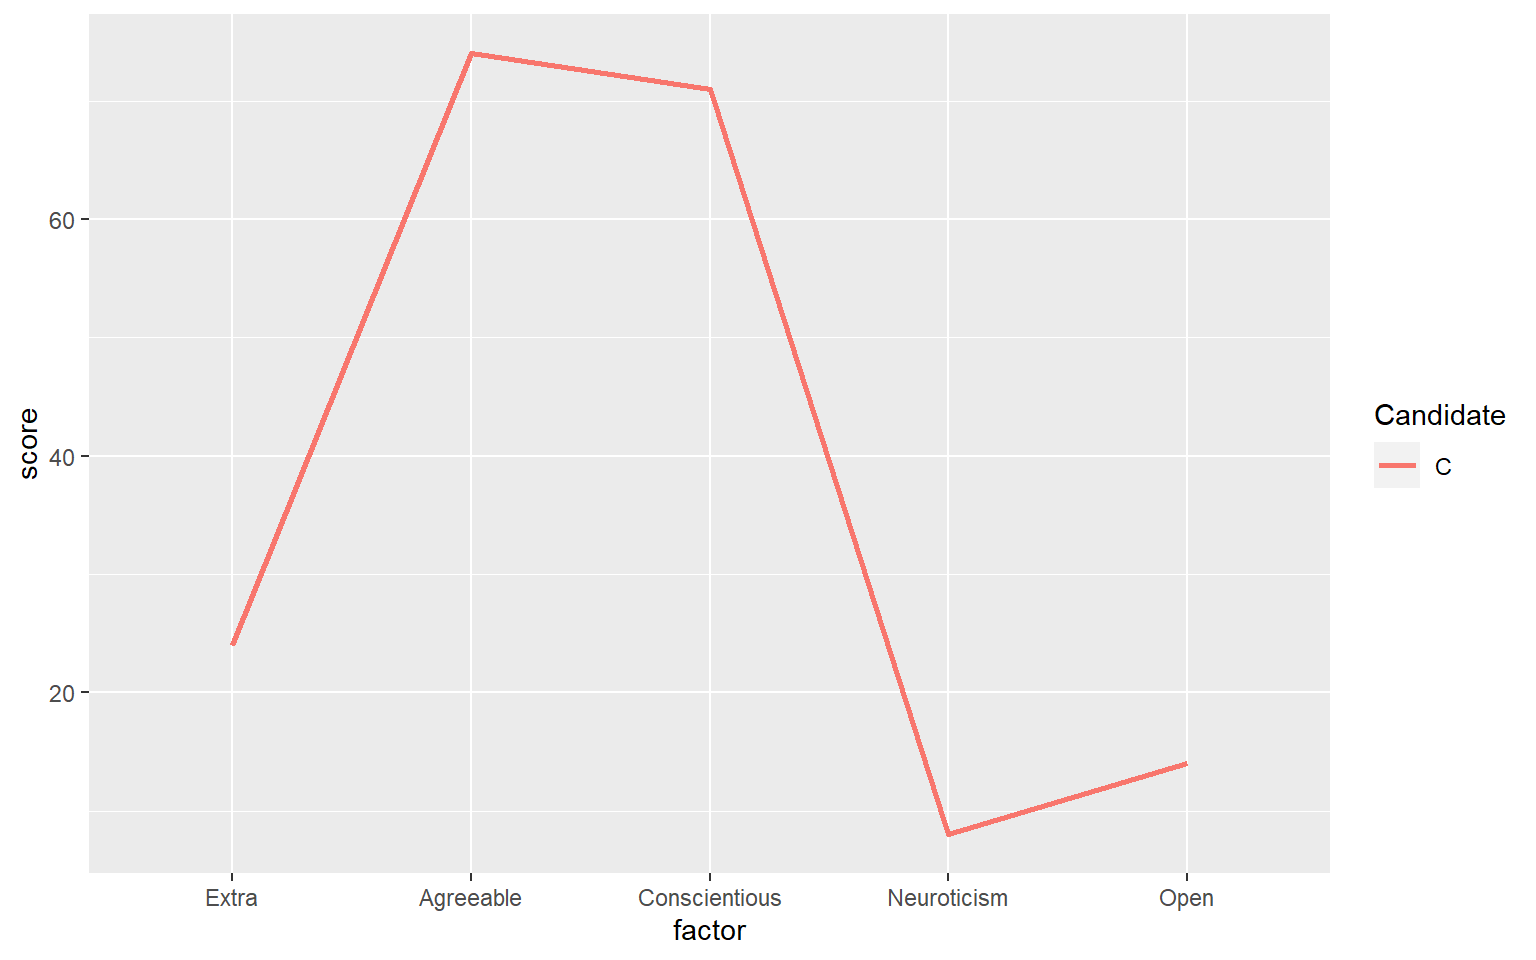 60
40
20
score
Extra
Agreeable
Conscientious
Neuroticism
Open
factor
Candidate
C